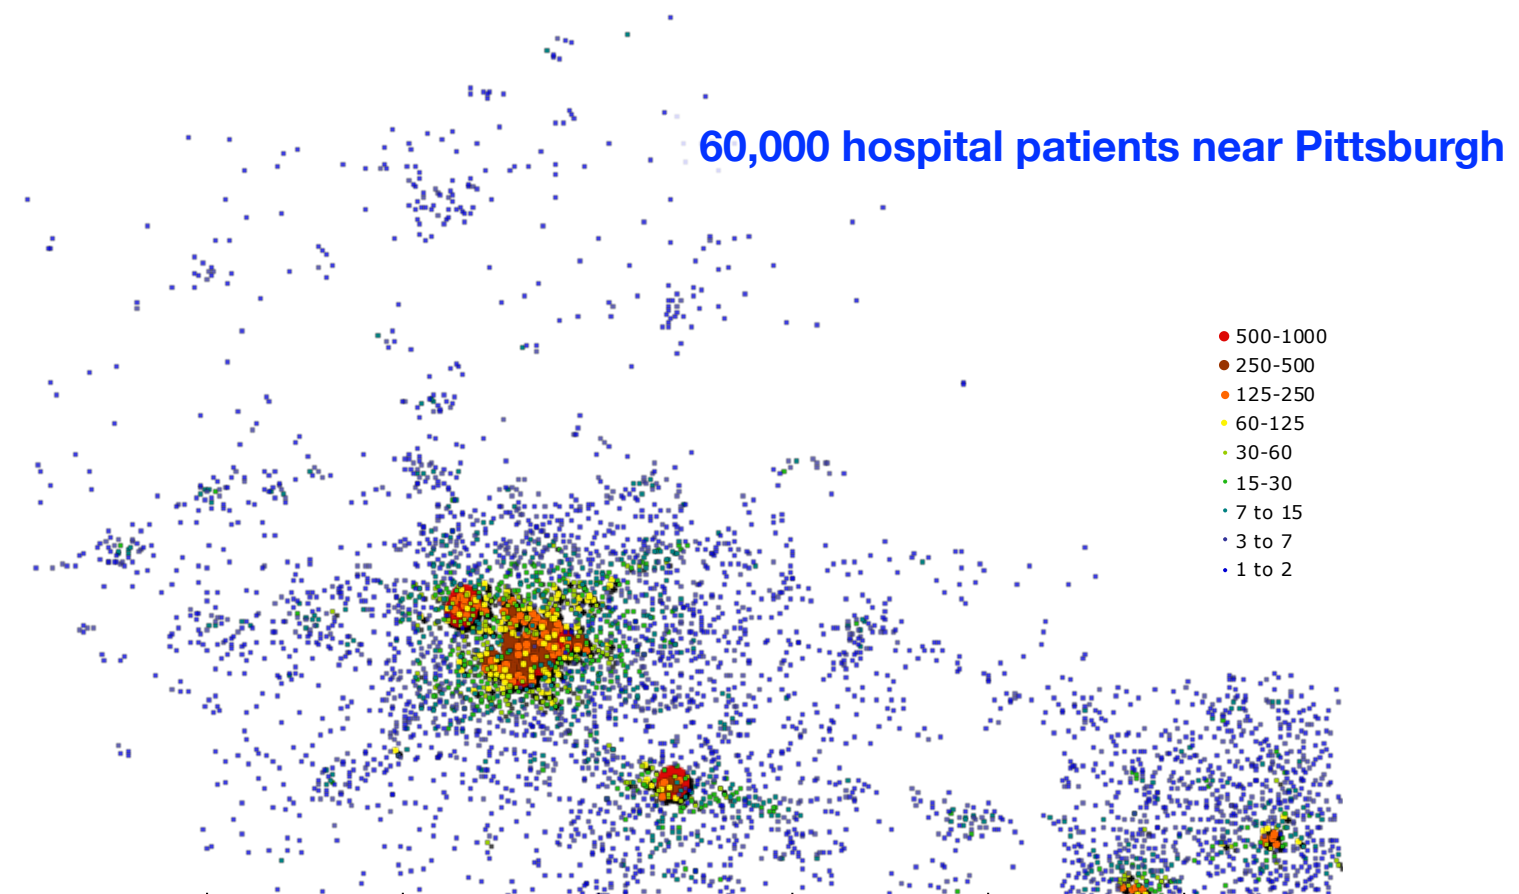 60,000 hospital patients near Pittsburgh
500-1000
250-500
125-250
60-125
30-60
15-30
7 to 15
3 to 7
1 to 2